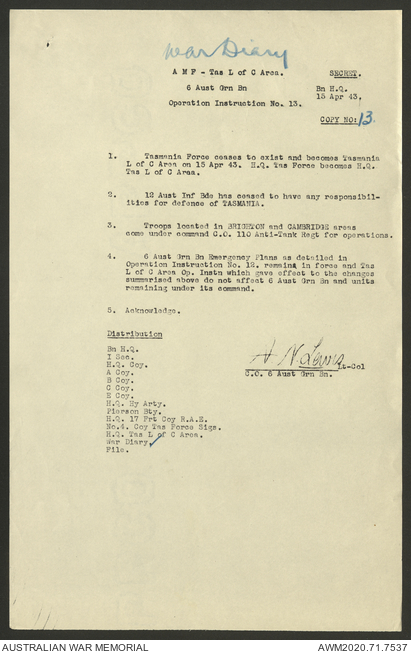 War Diary
A M F - Tas L of C Area. SECRET.
6 Aust Grn Bn Bn H.Q.
15 Apr 43.
Operation Instruction No. 13.
COPY NO: 13.
1. Tasmania Force ceases to exist and becomes Tasmania
L of C Area on 15 Apr 43. H.Q. Tas Force becomes H.Q.
Tas L of C Area.
2. 12 Aust Inf Bde has ceased to have any responsibil-
ities for defence of TASMANIA.
3. Troops located in BRIGHTON and CAMBRIDGE areas
come under command C.O. 110 Anti-Tank Regt for operations.
4. 6 Aust Grn Bn Emergency Plans as detailed in
Operation Instruction No. 12, remain in force and Tas
L of C Area Op. Instn which gave effect to the changes
summarised above do not affect 6 Aust Grn Bn and units
remaining under its command.
5. Acknowledge.
Distribution
Bn H.Q.
I Sec.
H.Q. Coy.
A Coy.
B Coy.
C Coy.
E Coy.
H.Q. Hy Arty.
Pierson Bty.
H.Q. 17 Frt Coy R.A.E.
No.4. Coy Tas Force Sigs.
H.Q. Tas L of C Area.
War Diary
File.
Lt-Col
C.O. 6 Aust Grn Bn.
AUSTRALIAN WAR MEMORIAL AWM2020.71.7537